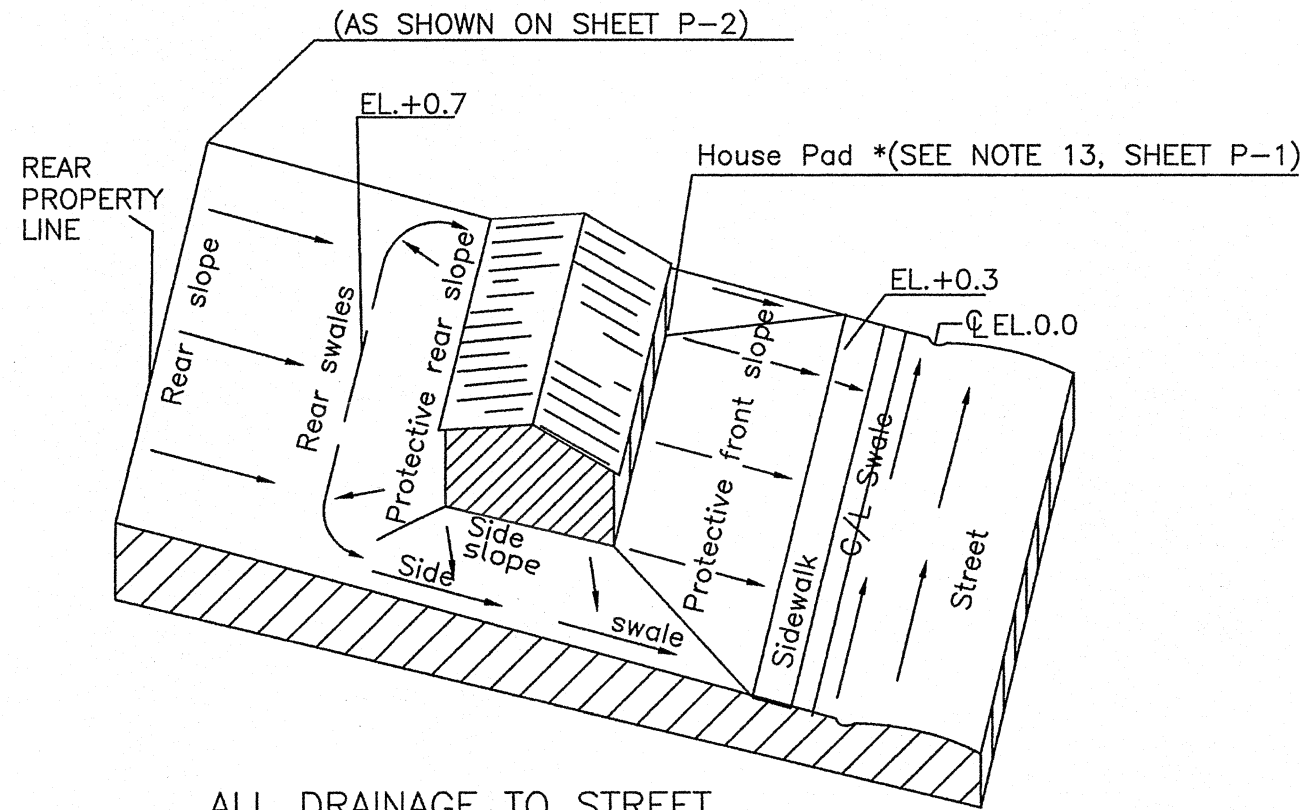 (AS SHOWN ON SHEET P-2)
EL.+0.7
REAR
PROPERTY
LINE
House Pad *(SEE NOTE 13, SHEET P-1)
EL.+0.3
℄ EL.0.0
Rear slope
Rear swales
Protective rear slope
Protective front slope
Side
slope
Side swale
Sidewalk
C/L Swale
Street
ALL DRAINAGE TO STREET